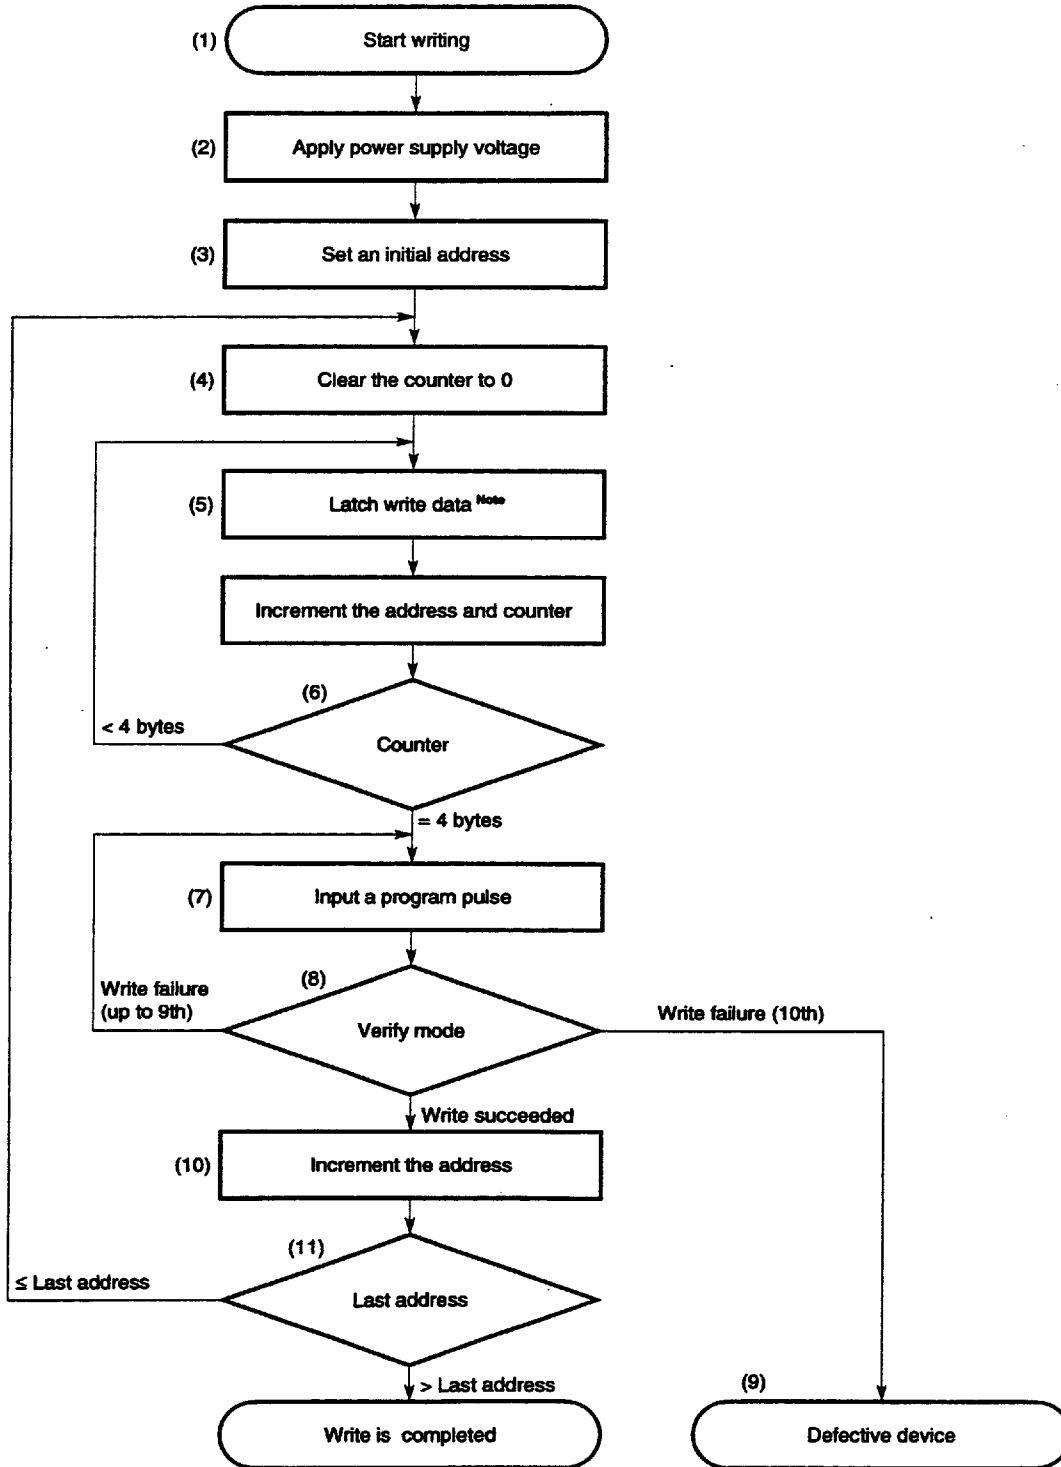 (1) Start writing
(2) Apply power supply voltage
(3) Set an initial address
(4) Clear the counter to 0
(5) Latch write data Note
Increment the address and counter
(6)
< 4 bytes
Counter
= 4 bytes
(7) Input a program pulse
(8)
Write failure
(up to 9th)
Verify mode
Write failure (10th)
Write succeeded
(10) Increment the address
(11)
≤ Last address
Last address
> Last address
(9)
Write is completed
Defective device